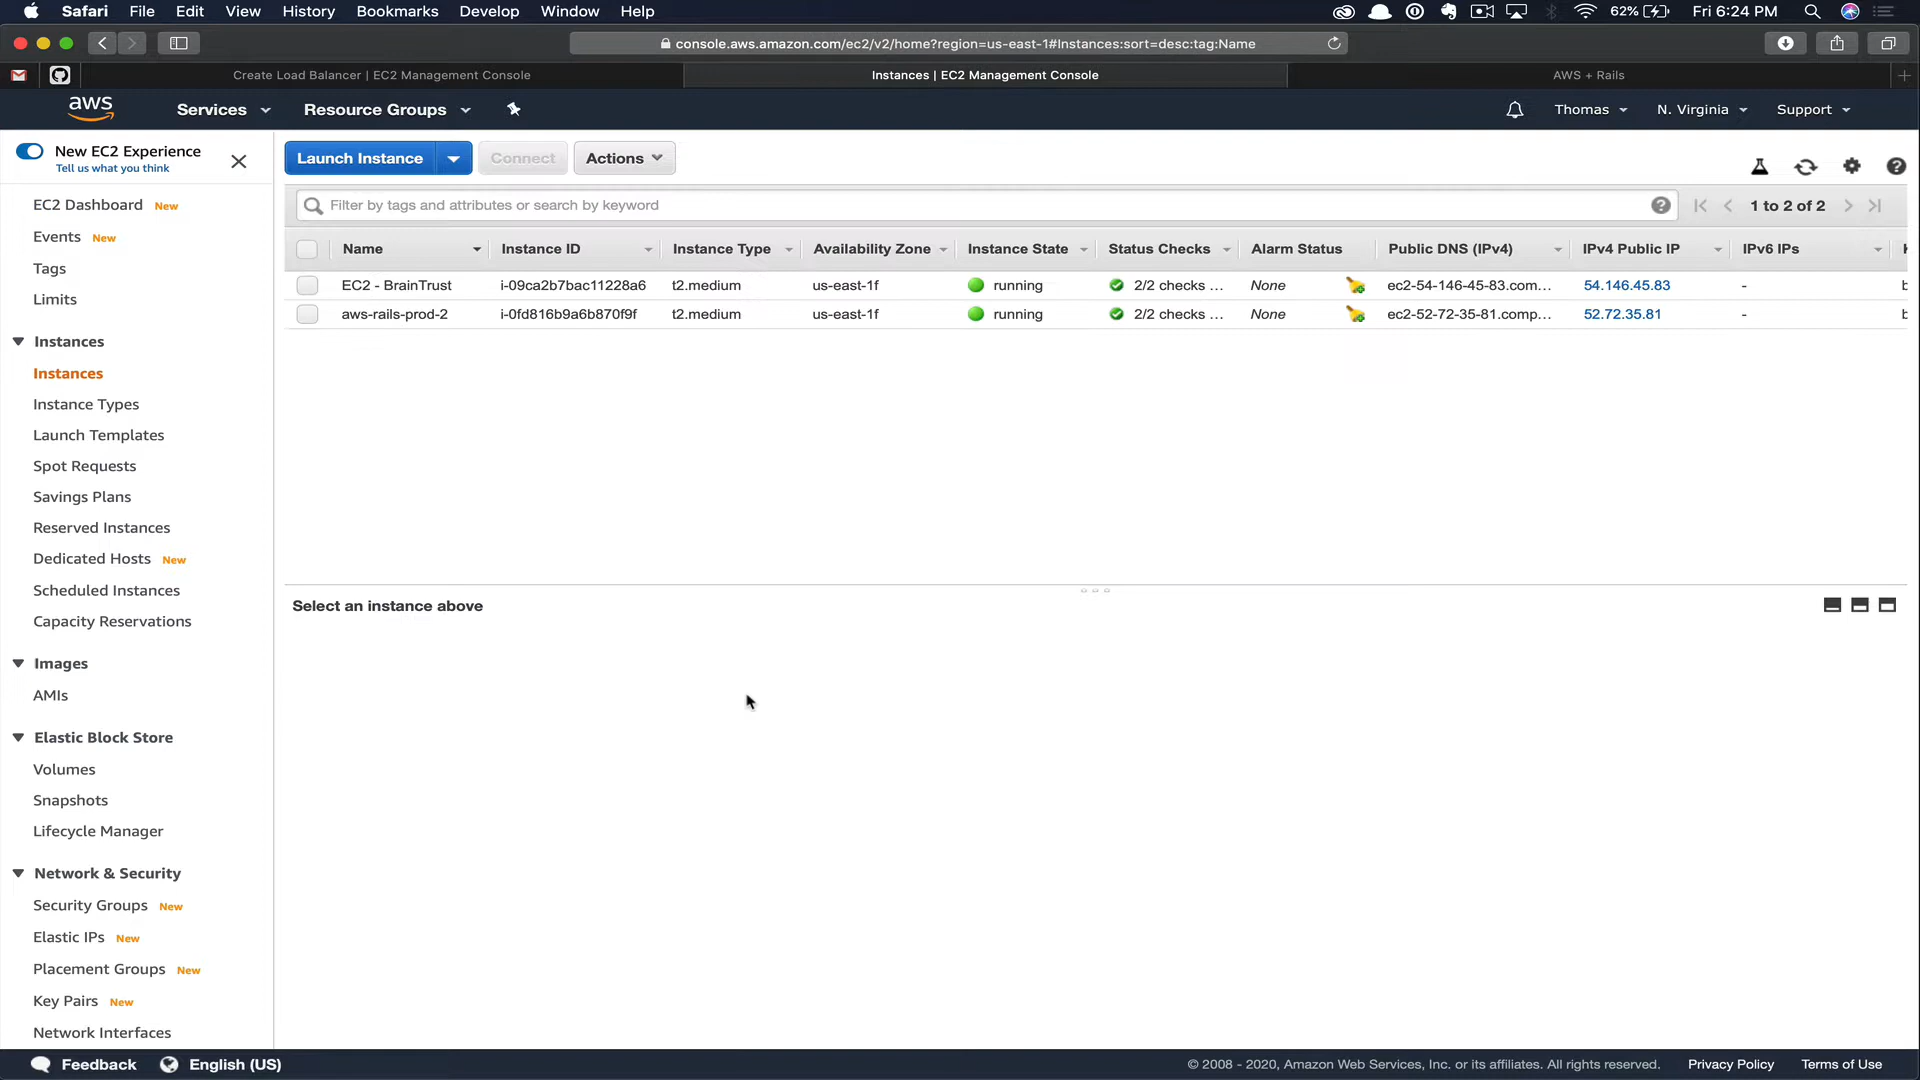 Safari File Edit View History Bookmarks Develop Window Help 62% Fri 6:24 PM
console.aws.amazon.com/ec2/v2/home?region=us-east-1#Instances:sort=desc:tag:Name
Create Load Balancer | EC2 Management Console
Instances | EC2 Management Console
AWS + Rails
aws Services Resource Groups Thomas N. Virginia Support
New EC2 Experience
Tell us what you think
Launch Instance Connect Actions
EC2 Dashboard New
Events New
Tags
Limits
Instances
Instances
Instance Types
Launch Templates
Spot Requests
Savings Plans
Reserved Instances
Dedicated Hosts New
Scheduled Instances
Capacity Reservations
Images
AMIs
Elastic Block Store
Volumes
Snapshots
Lifecycle Manager
Network & Security
Security Groups New
Elastic IPs New
Placement Groups New
Key Pairs New
Network Interfaces
Filter by tags and attributes or search by keyword
1 to 2 of 2
Name Instance ID Instance Type Availability Zone Instance State Status Checks Alarm Status Public DNS (IPv4) IPv4 Public IP IPv6 IPs
EC2 - BrainTrust i-09ca2b7bac11228a6 t2.medium us-east-1f running 2/2 checks ... None ec2-54-146-45-83.com... 54.146.45.83 - b
aws-rails-prod-2 i-0fd816b9a6b870f9f t2.medium us-east-1f running 2/2 checks ... None ec2-52-72-35-81.comp... 52.72.35.81 - b
Select an instance above
Feedback English (US)
© 2008 - 2020, Amazon Web Services, Inc. or its affiliates. All rights reserved. Privacy Policy Terms of Use